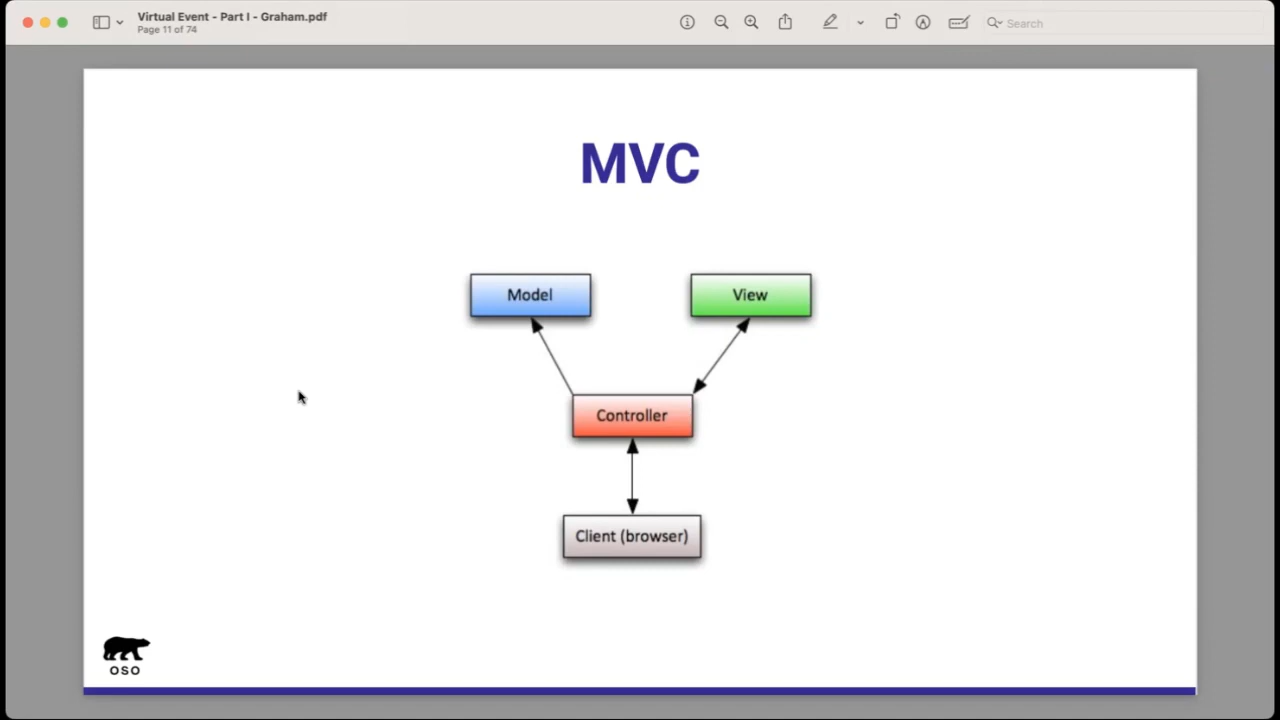 Virtual Event - Part I - Graham.pdf
Page 11 of 74
Search
MVC
Model
View
Controller
Client (browser)
OSO